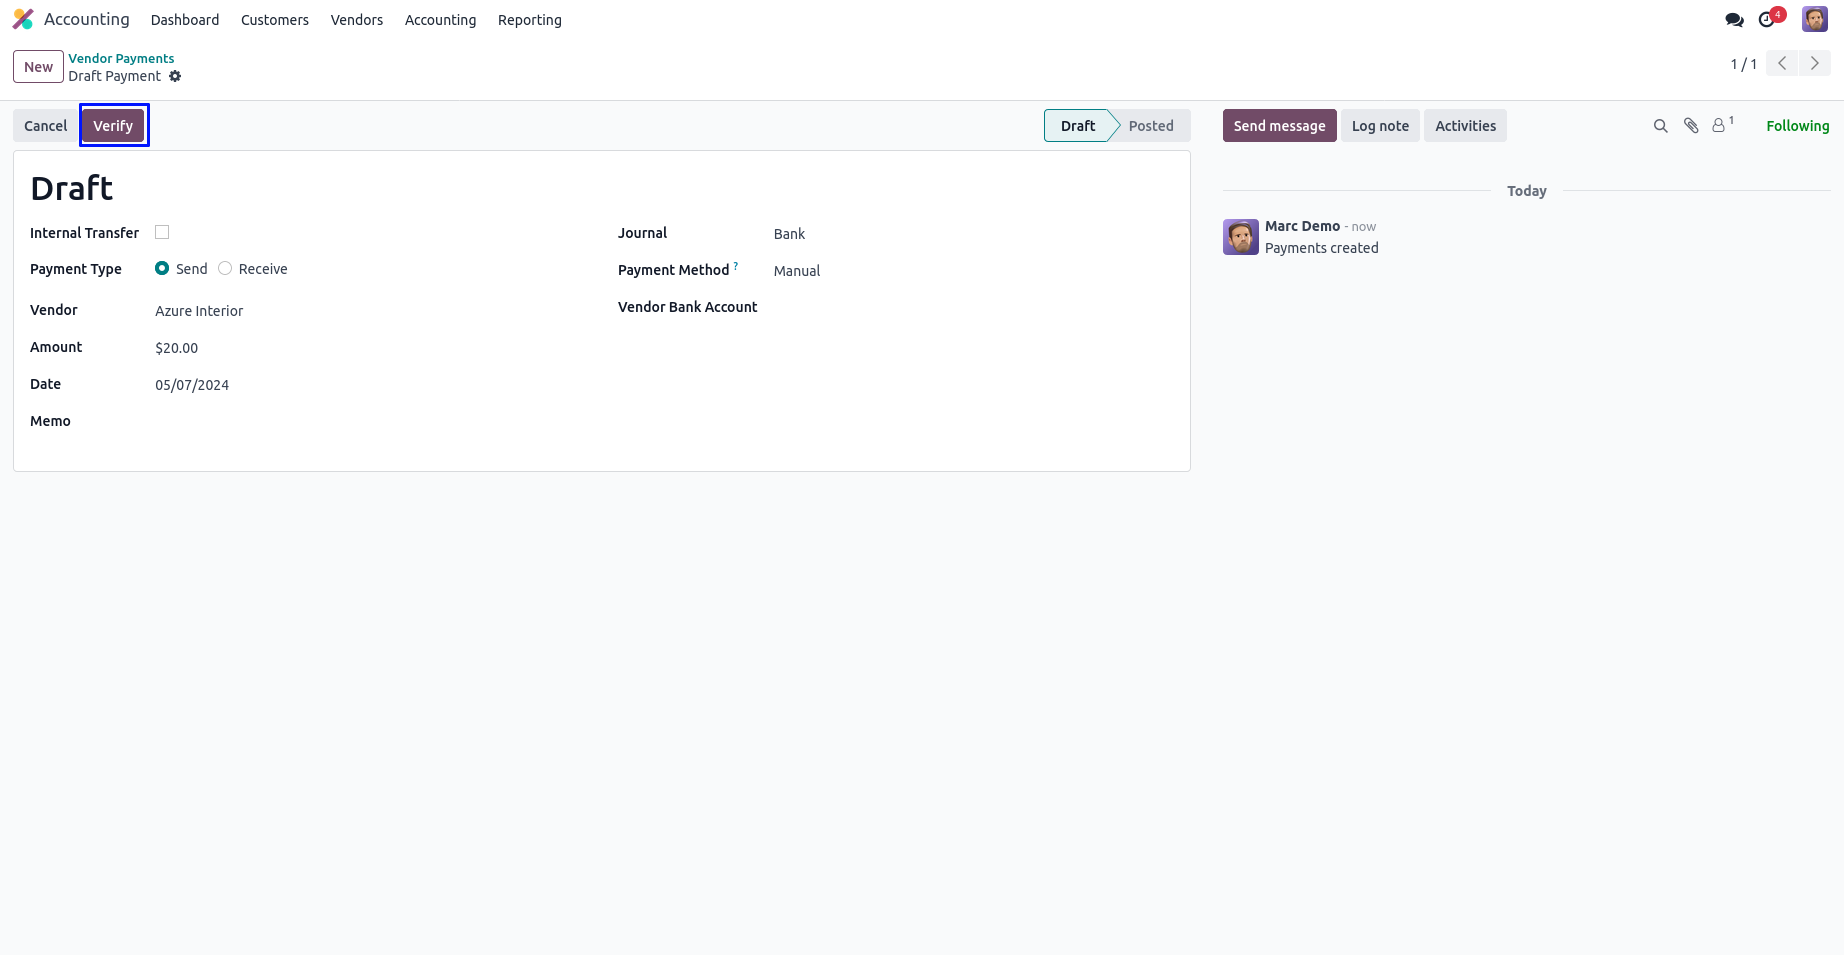 Accounting Dashboard Customers Vendors Accounting Reporting 4
New Vendor Payments
Draft Payment
1 / 1
Cancel Verify Draft Posted
Send message Log note Activities 1 Following
Draft
Internal Transfer
Payment Type Send Receive
Vendor Azure Interior
Amount $20.00
Date 05/07/2024
Memo
Journal Bank
Payment Method ? Manual
Vendor Bank Account
Today
Marc Demo - now
Payments created